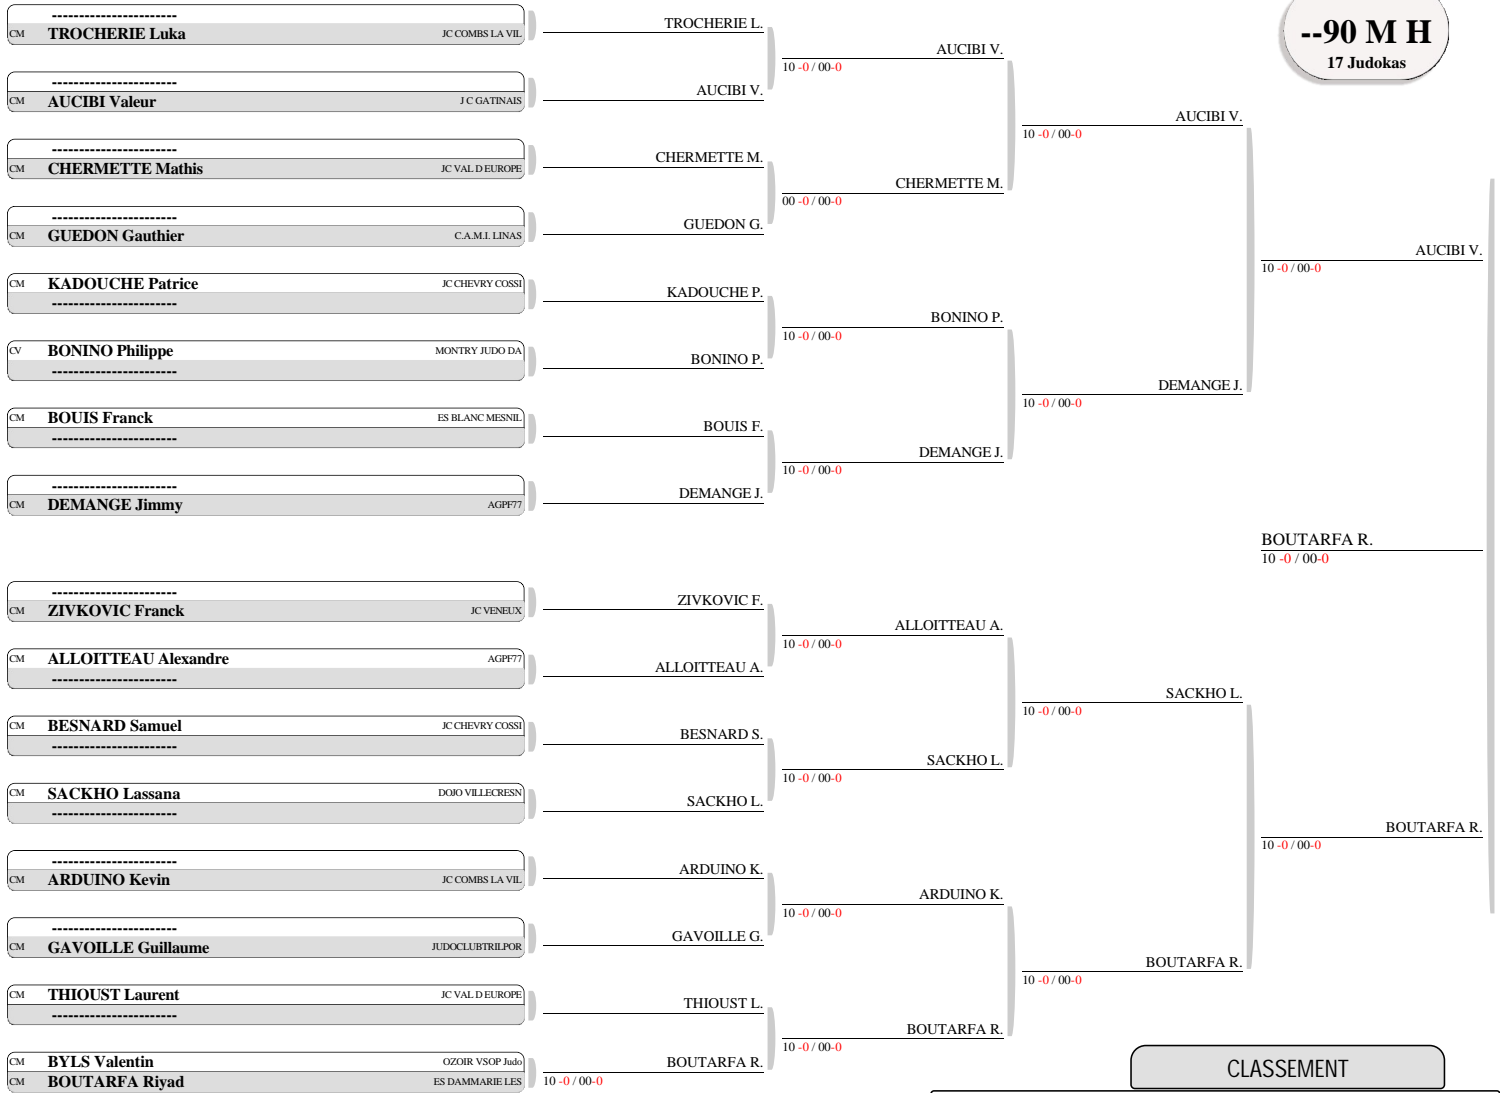 --90 M H
17 Judokas
-----------------------
CM TROCHERIE Luka JC COMBS LA VIL
-----------------------
CM AUCIBI Valeur J C GATINAIS
-----------------------
CM CHERMETTE Mathis JC VAL D EUROPE
-----------------------
CM GUEDON Gauthier C.A.M.I. LINAS
CM KADOUCHE Patrice JC CHEVRY COSSI
-----------------------
CV BONINO Philippe MONTRY JUDO DA
-----------------------
CM BOUIS Franck ES BLANC MESNIL
-----------------------
-----------------------
CM DEMANGE Jimmy AGPF77
-----------------------
CM ZIVKOVIC Franck JC VENEUX
CM ALLOITTEAU Alexandre AGPF77
-----------------------
CM BESNARD Samuel JC CHEVRY COSSI
-----------------------
CM SACKHO Lassana DOJO VILLECRESN
-----------------------
-----------------------
CM ARDUINO Kevin JC COMBS LA VIL
-----------------------
CM GAVOILLE Guillaume JUDOCLUBTRILPOR
CM THIOUST Laurent JC VAL D EUROPE
-----------------------
CM BYLS Valentin OZOIR VSOP Judo
CM BOUTARFA Riyad ES DAMMARIE LES
TROCHERIE L.
AUCIBI V.
CHERMETTE M.
GUEDON G.
KADOUCHE P.
BONINO P.
BOUIS F.
DEMANGE J.
ZIVKOVIC F.
ALLOITTEAU A.
BESNARD S.
SACKHO L.
ARDUINO K.
GAVOILLE G.
THIOUST L.
BOUTARFA R.
10 -0 / 00-0
AUCIBI V.
10 -0 / 00-0
CHERMETTE M.
00 -0 / 00-0
BONINO P.
10 -0 / 00-0
DEMANGE J.
10 -0 / 00-0
ALLOITTEAU A.
10 -0 / 00-0
SACKHO L.
10 -0 / 00-0
ARDUINO K.
10 -0 / 00-0
BOUTARFA R.
10 -0 / 00-0
AUCIBI V.
10 -0 / 00-0
DEMANGE J.
10 -0 / 00-0
SACKHO L.
10 -0 / 00-0
BOUTARFA R.
10 -0 / 00-0
AUCIBI V.
10 -0 / 00-0
BOUTARFA R.
10 -0 / 00-0
BOUTARFA R.
10 -0 / 00-0
CLASSEMENT